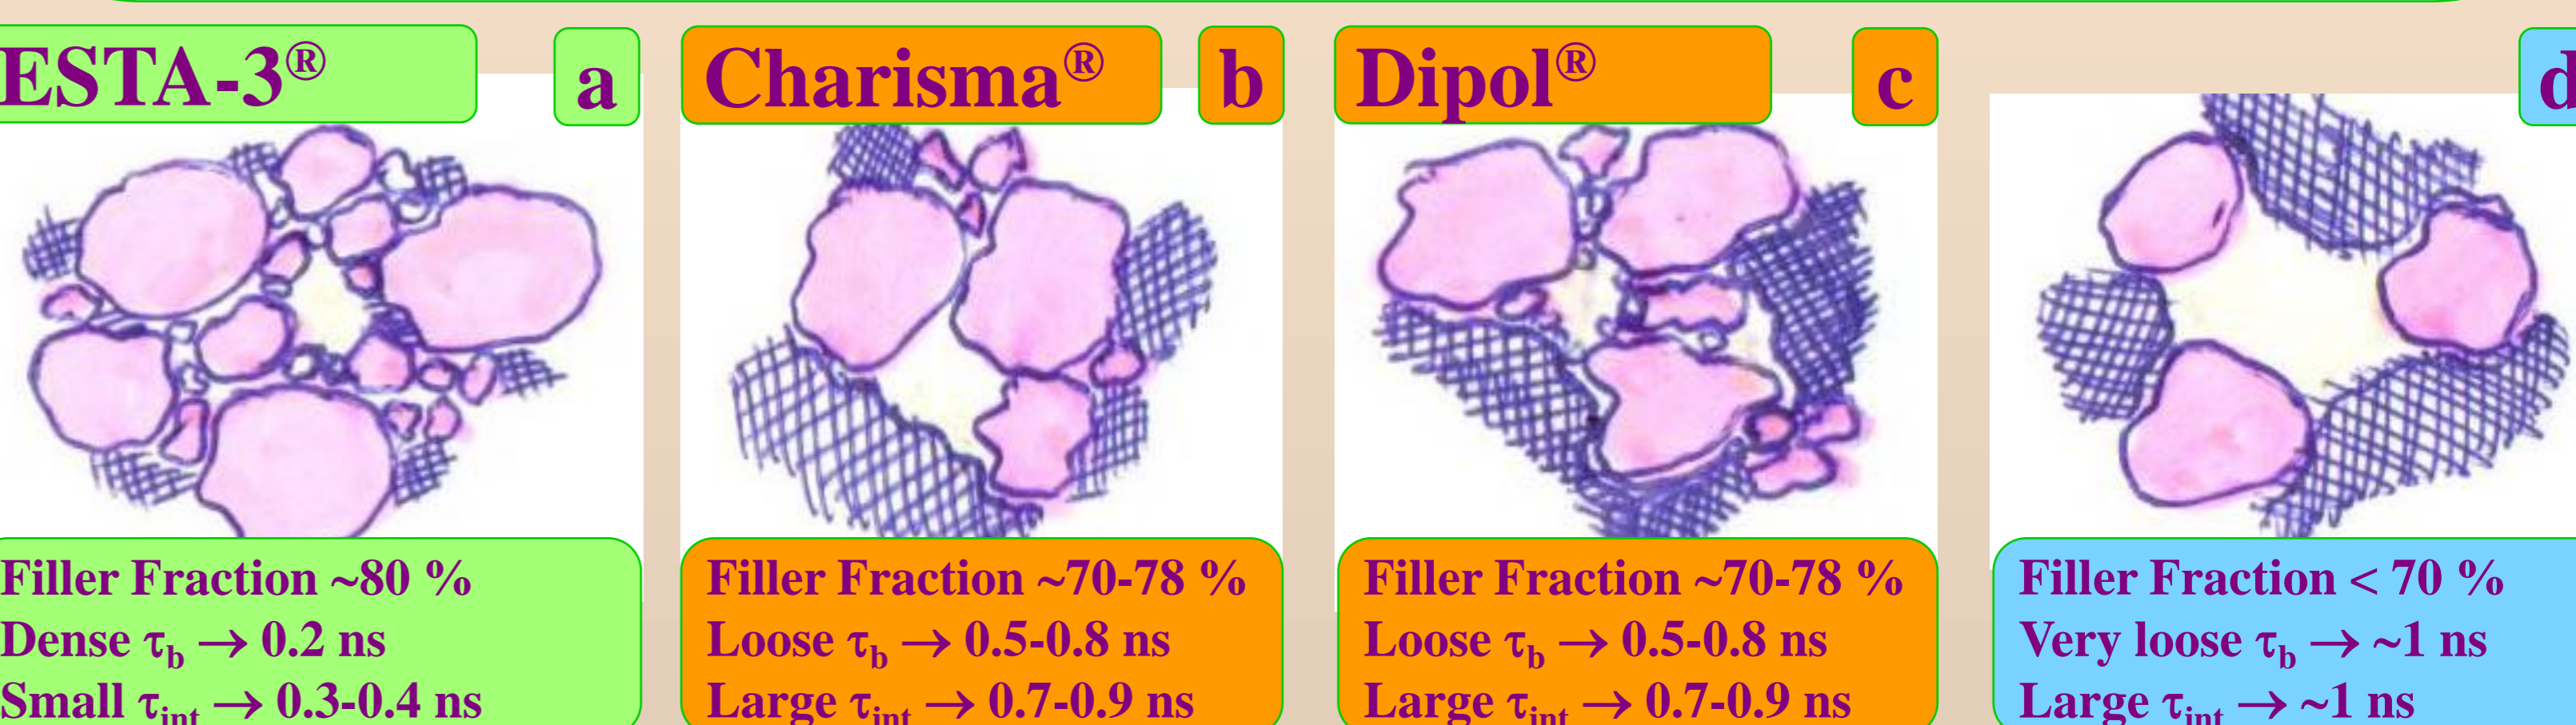 ESTA-3®
a
Charisma®
b
Dipol®
c
d
Filler Fraction ~80 %
Dense τb → 0.2 ns
Small τint → 0.3-0.4 ns
Filler Fraction ~70-78 %
Loose τb → 0.5-0.8 ns
Large τint → 0.7-0.9 ns
Filler Fraction ~70-78 %
Loose τb → 0.5-0.8 ns
Large τint → 0.7-0.9 ns
Filler Fraction < 70 %
Very loose τb → ~1 ns
Large τint → ~1 ns